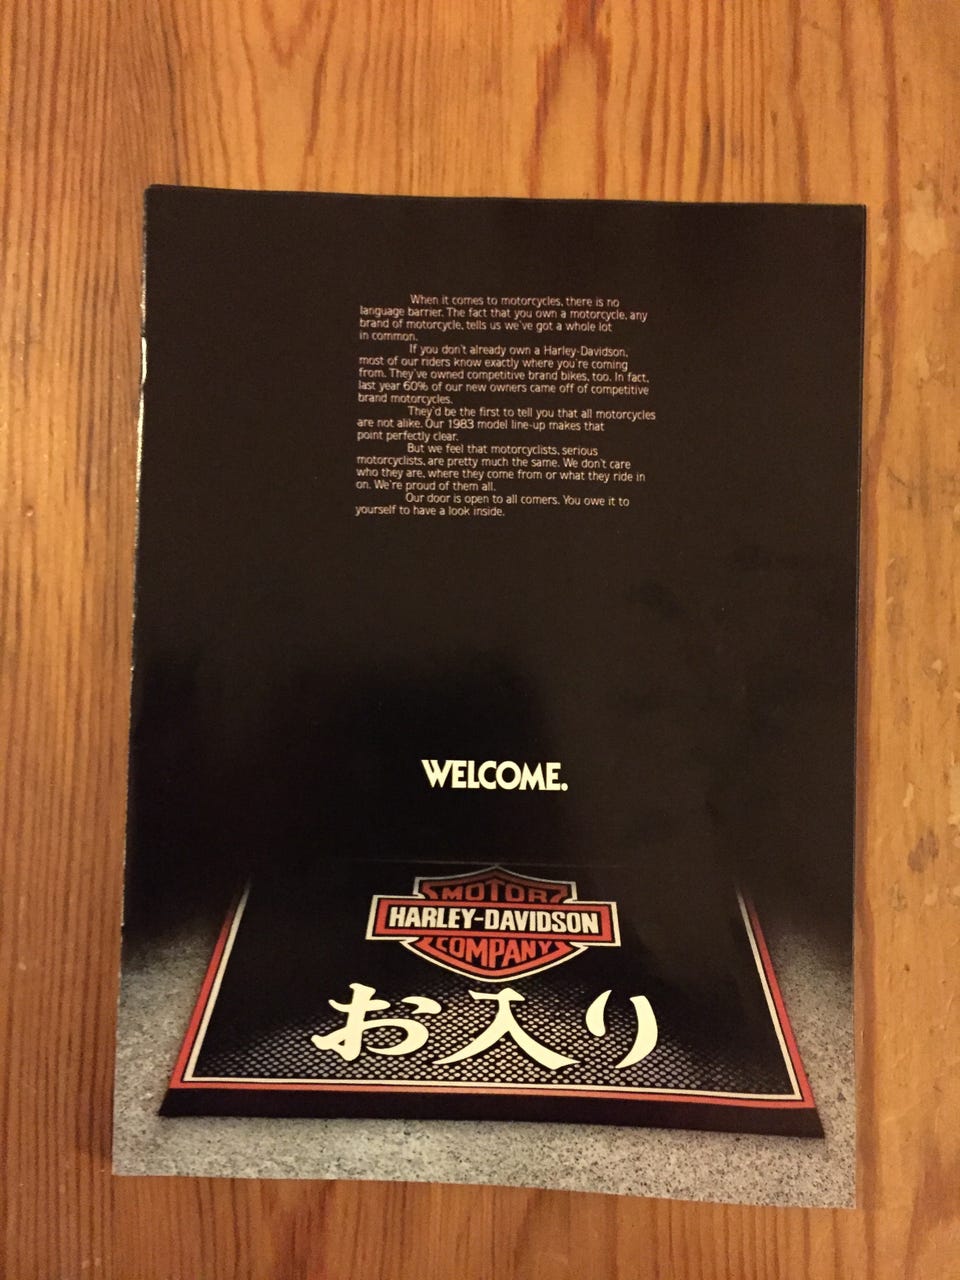 When it comes to motorcycles, there is no
language barrier. The fact that you own a motorcycle, any
brand of motorcycle, tells us we've got a whole lot
in common.
If you don't already own a Harley-Davidson,
most of our riders know exactly where you're coming
from. They've owned competitive brand bikes, too. In fact,
last year 60% of our new owners came off of competitive
brand motorcycles.
They'd be the first to tell you that all motorcycles
are not alike. Our 1983 model line-up makes that
point perfectly clear.
But we feel that motorcyclists, serious
motorcyclists, are pretty much the same. We don't care
who they are, where they come from or what they ride in
on. We're proud of them all.
Our door is open to all comers. You owe it to
yourself to have a look inside.
WELCOME.
MOTOR
HARLEY-DAVIDSON
COMPANY
お入り